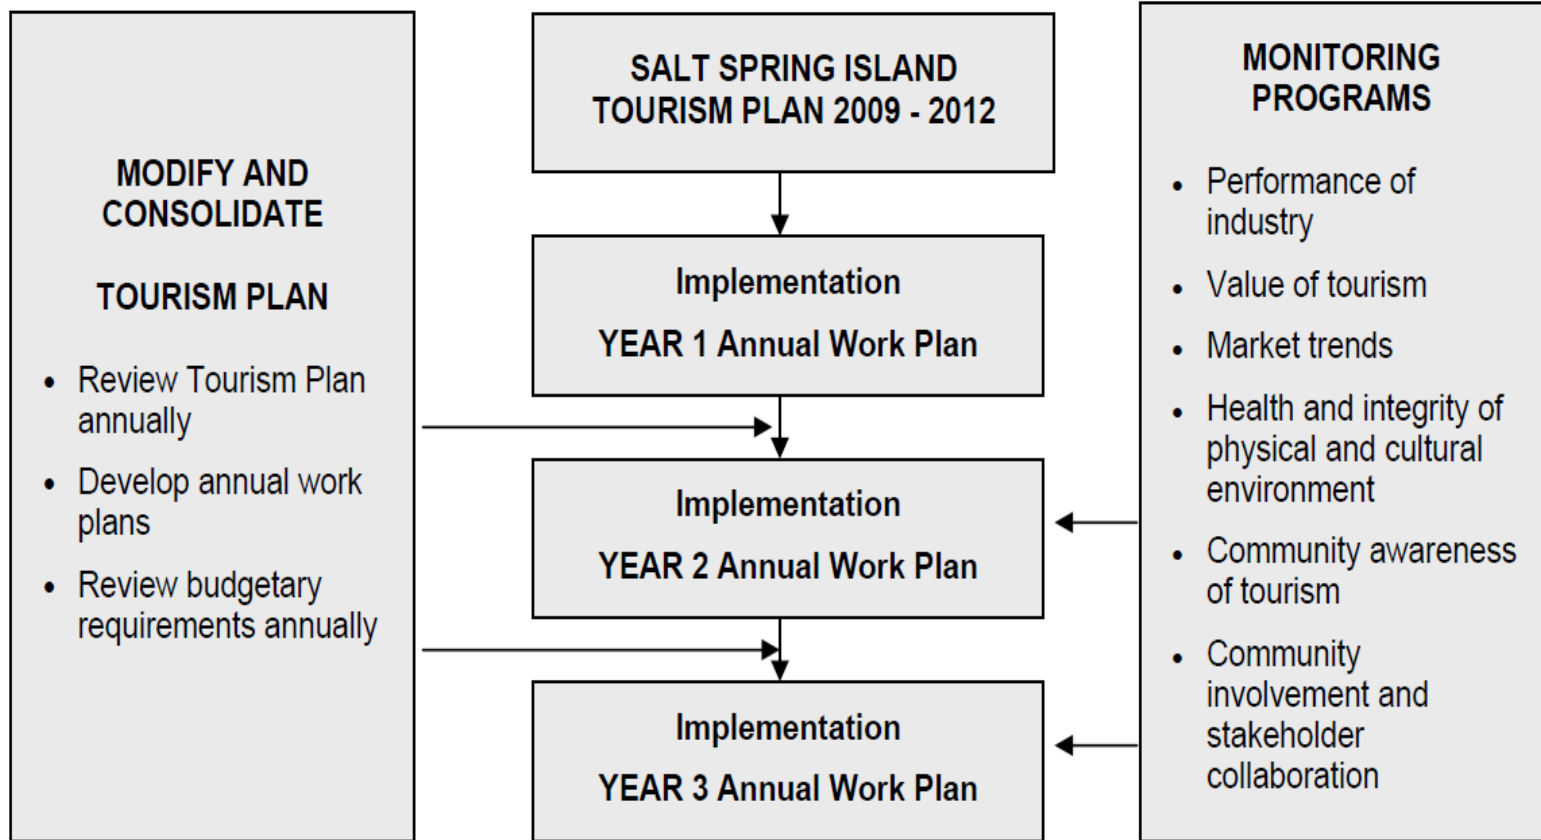 MODIFY AND
CONSOLIDATE
TOURISM PLAN
• Review Tourism Plan
annually
• Develop annual work
plans
• Review budgetary
requirements annually
SALT SPRING ISLAND
TOURISM PLAN 2009 - 2012
Implementation
YEAR 1 Annual Work Plan
Implementation
YEAR 2 Annual Work Plan
Implementation
YEAR 3 Annual Work Plan
MONITORING
PROGRAMS
• Performance of
industry
• Value of tourism
• Market trends
• Health and integrity of
physical and cultural
environment
• Community awareness
of tourism
• Community
involvement and
stakeholder
collaboration